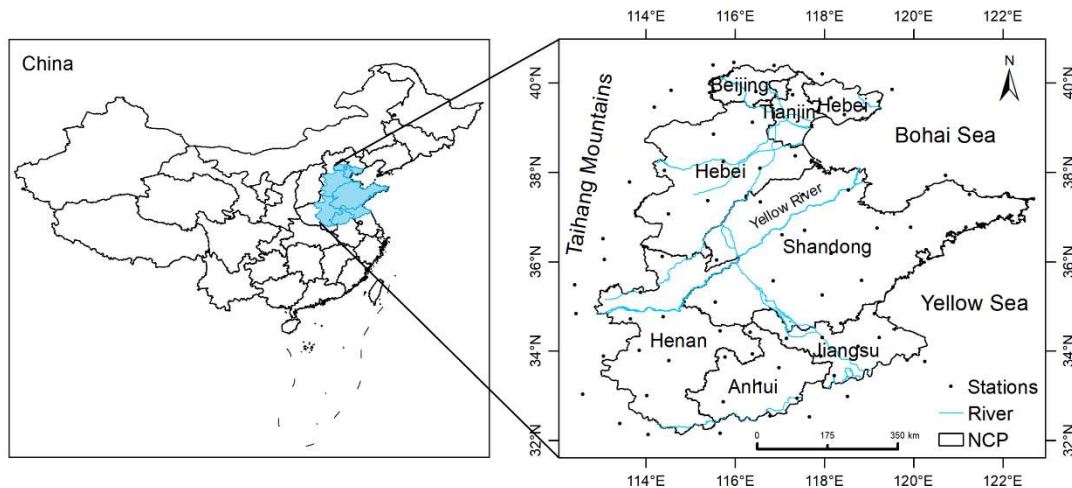 China
114°E 116°E 118°E 120°E 122°E
40°N
38°N
36°N
34°N
32°N
Taihang Mountains
Beijing
Tianjin
Hebei
Bohai Sea
Hebei
Yellow River
Shandong
Yellow Sea
Henan
Jiangsu
Anhui
N
Stations
River
NCP
0 175 350 km
40°N
38°N
36°N
34°N
32°N
114°E 116°E 118°E 120°E 122°E